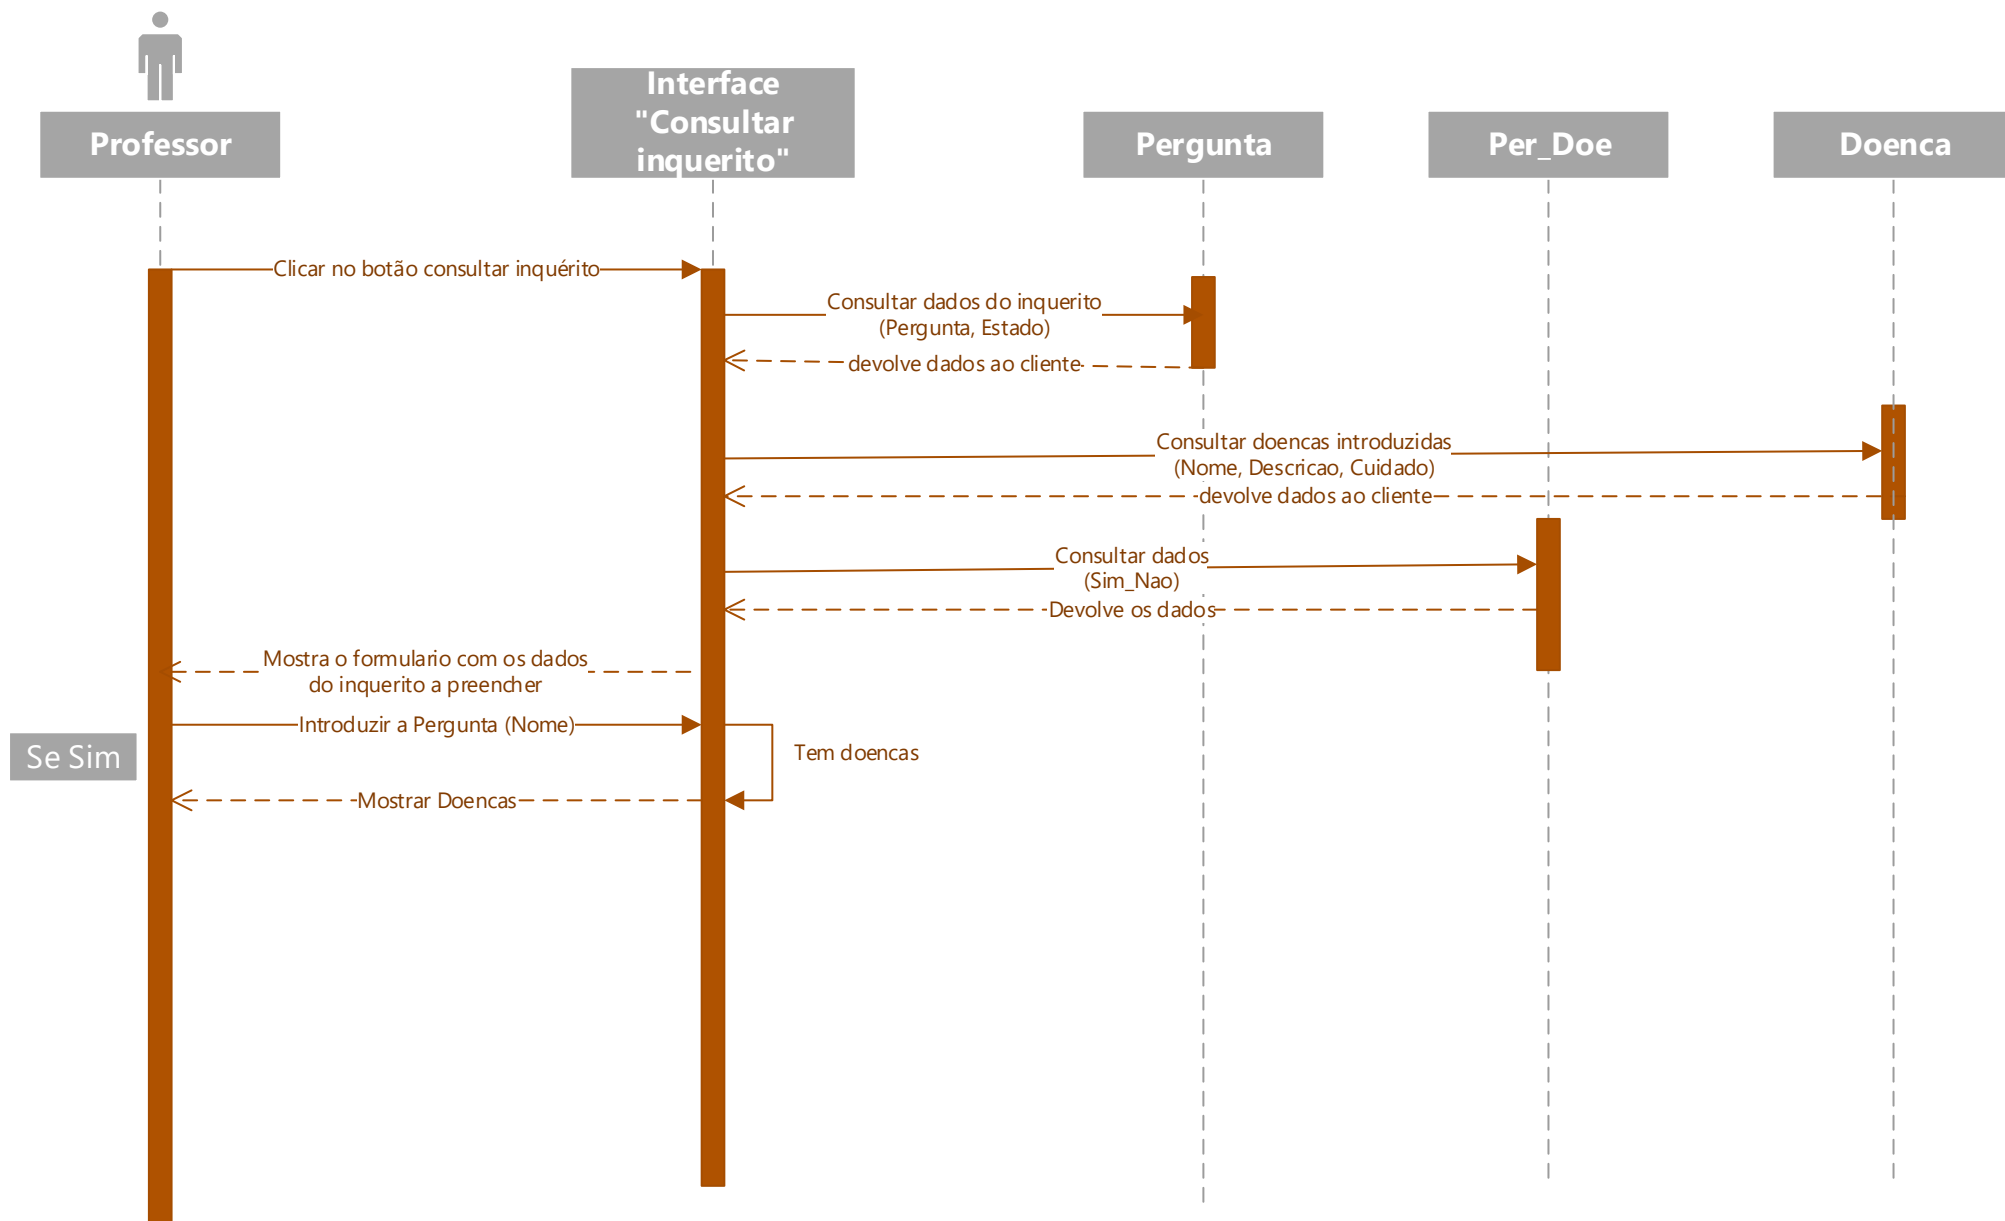 Professor
Interface
"Consultar
inquerito"
Pergunta
Per_Doe
Doenca
Clicar no botão consultar inquérito
Consultar dados do inquerito
(Pergunta, Estado)
devolve dados ao cliente
Consultar doencas introduzidas
(Nome, Descricao, Cuidado)
devolve dados ao cliente
Consultar dados
(Sim_Nao)
Devolve os dados
Mostra o formulario com os dados
do inquerito a preencher
Introduzir a Pergunta (Nome)
Se Sim
Tem doencas
Mostrar Doencas